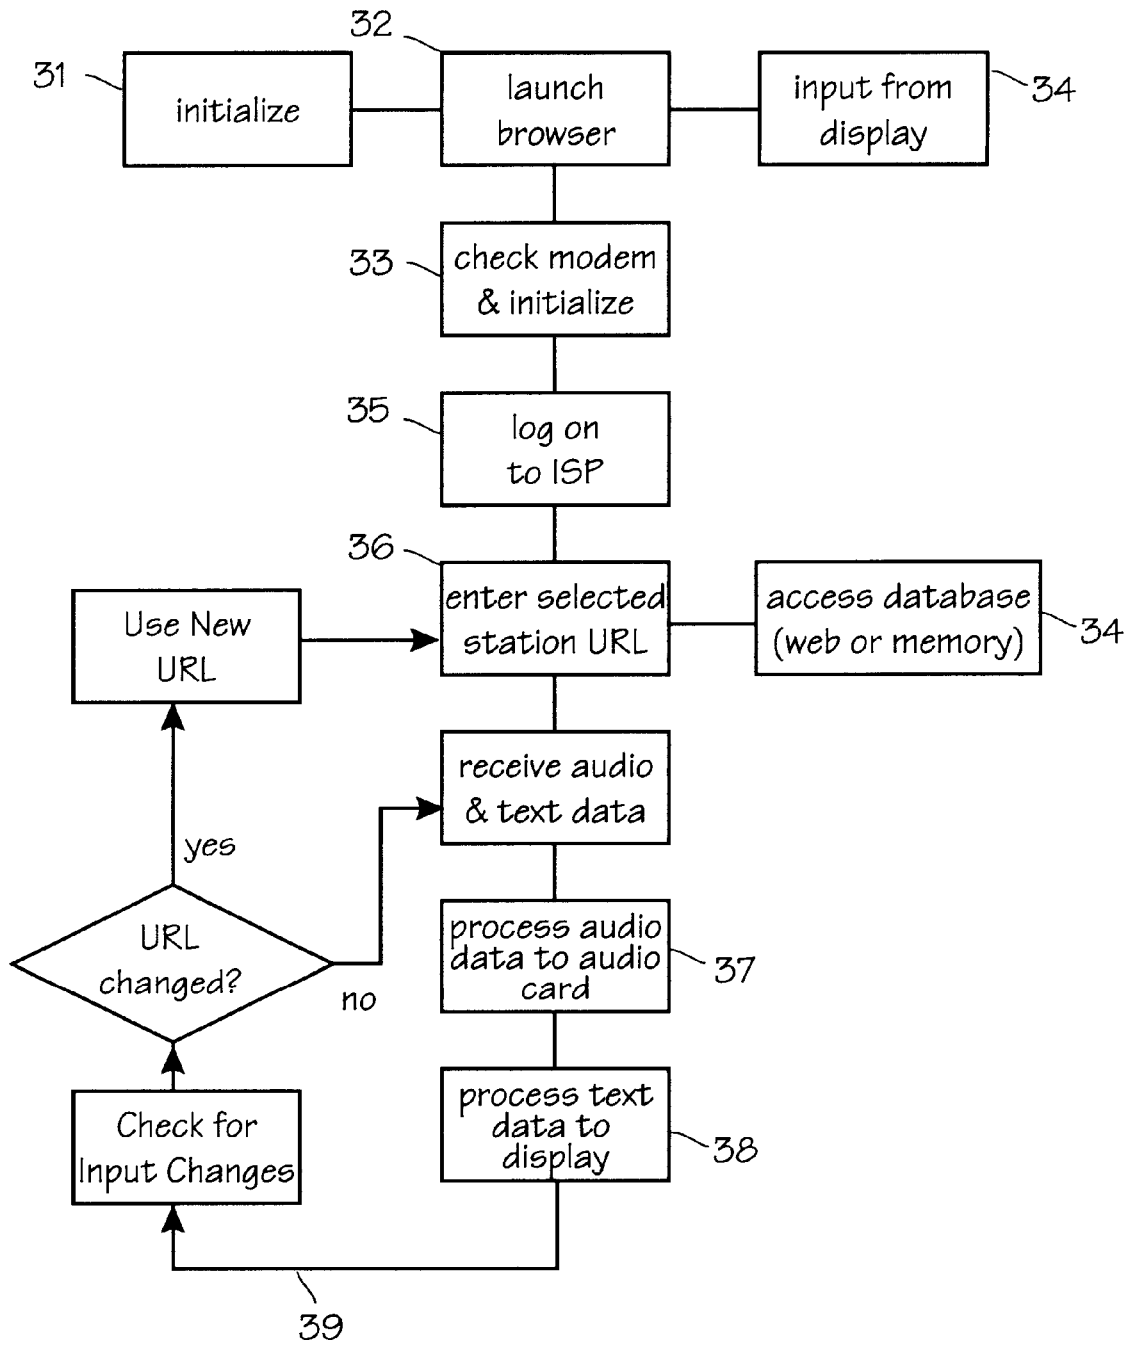 32
31
initialize
launch
browser
input from
display
34
33
check modem
& initialize
35
log on
to ISP
36
enter selected
station URL
access database
(web or memory)
34
Use New
URL
receive audio
& text data
yes
URL
changed?
no
process audio
data to audio
card
37
process text
data to
display
38
Check for
Input Changes
39